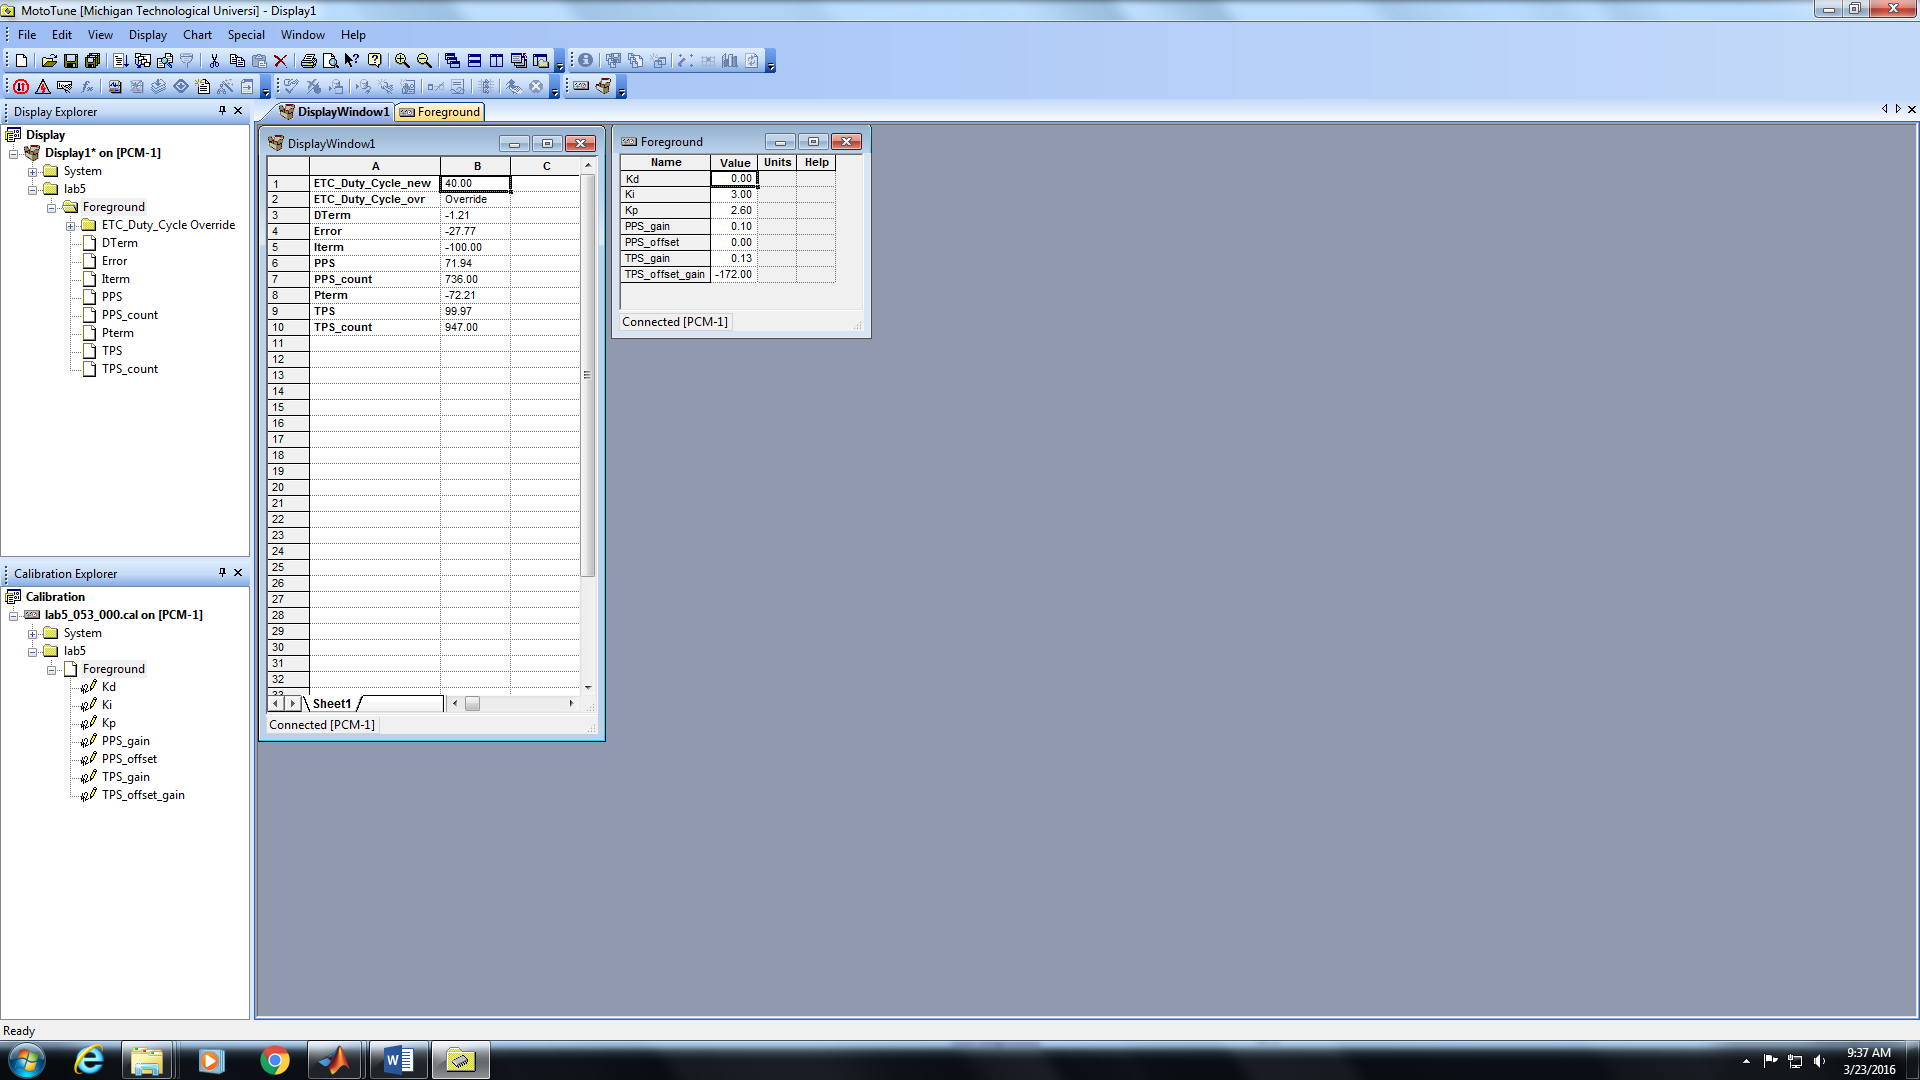 MotoTune [Michigan Technological Universi] - Display1
File Edit View Display Chart Special Window Help
Display Explorer
Display
Display1* on [PCM-1]
System
lab5
Foreground
ETC_Duty_Cycle Override
DTerm
Error
Iterm
PPS
PPS_count
Pterm
TPS
TPS_count
Calibration Explorer
Calibration
lab5_053_000.cal on [PCM-1]
System
lab5
Foreground
Kd
Ki
Kp
PPS_gain
PPS_offset
TPS_gain
TPS_offset_gain
DisplayWindow1 Foreground
DisplayWindow1
A B C
1 ETC_Duty_Cycle_new 40.00
2 ETC_Duty_Cycle_ovr Override
3 DTerm -1.21
4 Error -27.77
5 Iterm -100.00
6 PPS 71.94
7 PPS_count 736.00
8 Pterm -72.21
9 TPS 99.97
10 TPS_count 947.00
11
12
13
14
15
16
17
18
19
20
21
22
23
24
25
26
27
28
29
30
31
32
33
Sheet1
Connected [PCM-1]
Foreground
Name Value Units Help
Kd 0.00
Ki 3.00
Kp 2.60
PPS_gain 0.10
PPS_offset 0.00
TPS_gain 0.13
TPS_offset_gain -172.00
Connected [PCM-1]
Ready
9:37 AM
3/23/2016